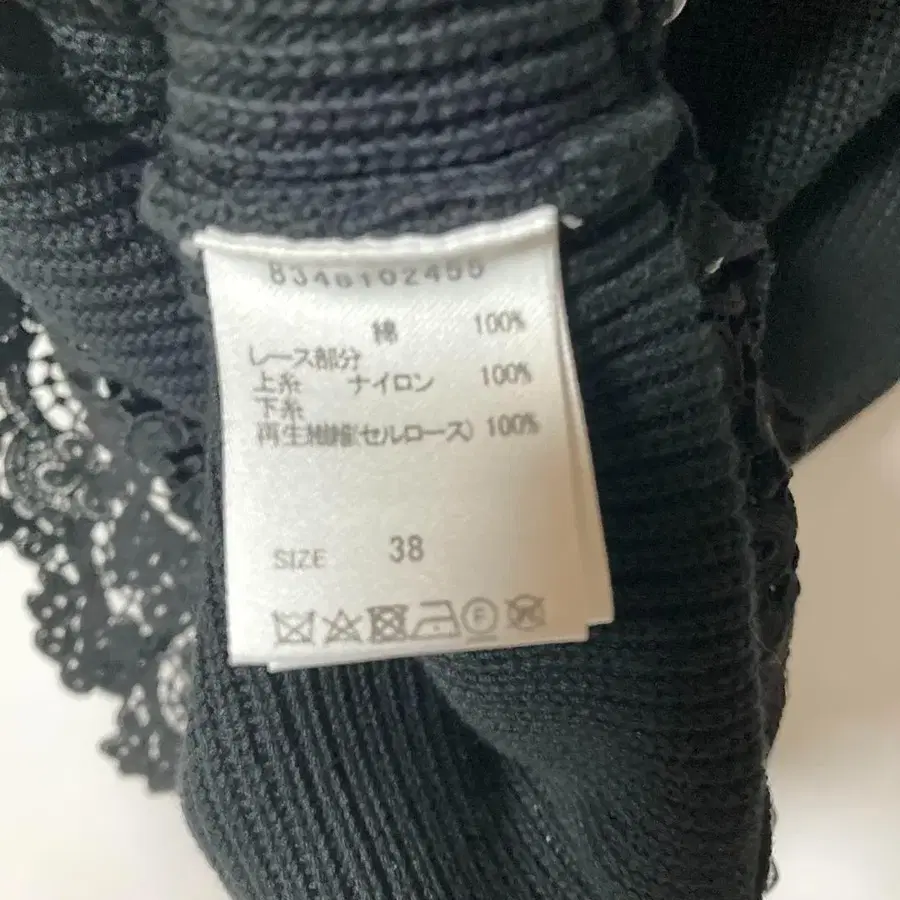 8346102455
綿 100%
レース部分
上糸 ナイロン 100%
下糸
再生繊維(セルロース) 100%
SIZE 38
F